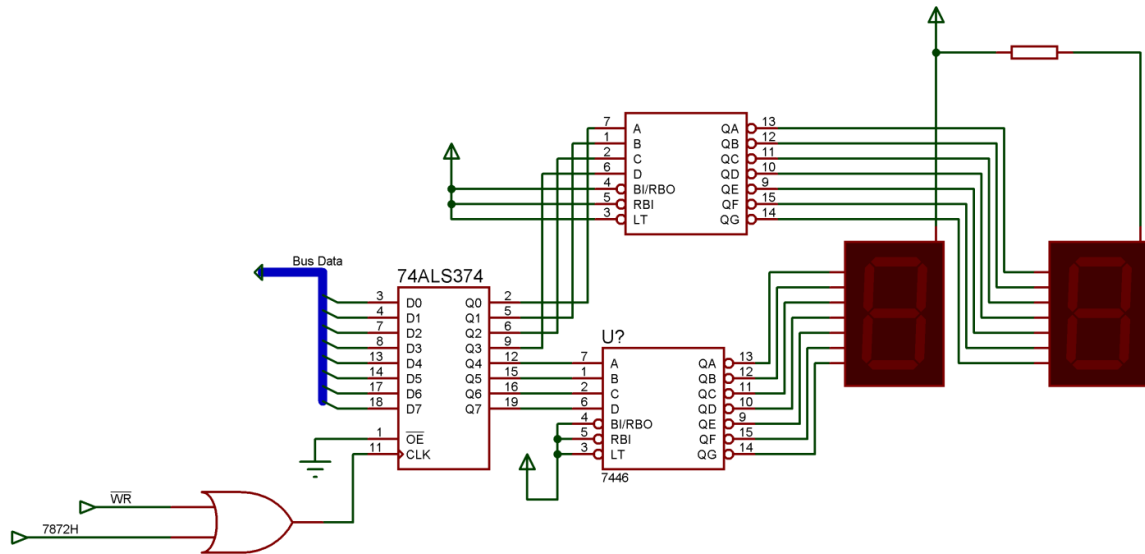 7 A QA 13
1 B QB 12
2 C QC 11
6 D QD 10
4 BI/RBO QE 9
5 RBI QF 15
3 LT QG 14
Bus Data
74ALS374
3 D0 Q0 2
4 D1 Q1 5
7 D2 Q2 6
8 D3 Q3 9
13 D4 Q4 12
14 D5 Q5 15
17 D6 Q6 16
18 D7 Q7 19
1 OE
11 CLK
U?
7 A QA 13
1 B QB 12
2 C QC 11
6 D QD 10
4 BI/RBO QE 9
5 RBI QF 15
3 LT QG 14
7446
WR
7872H